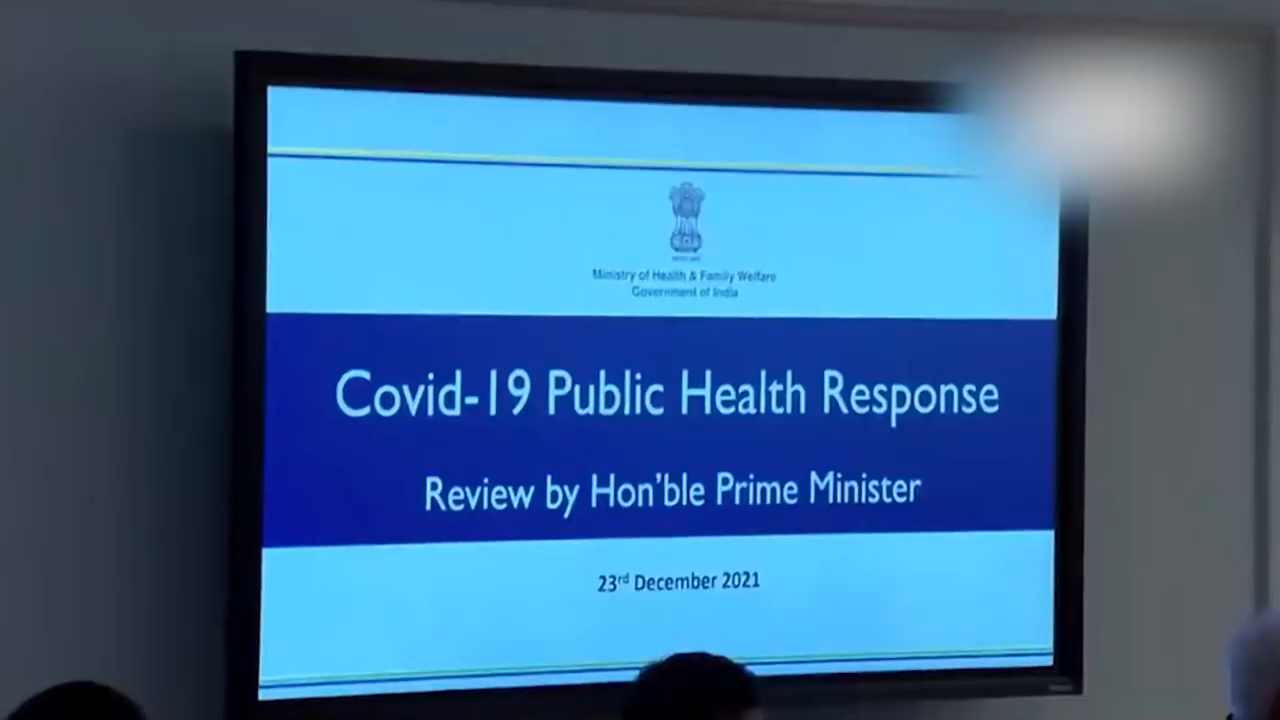 Ministry of Health & Family Welfare
Government of India
Covid-19 Public Health Response
Review by Hon'ble Prime Minister
23rd December 2021